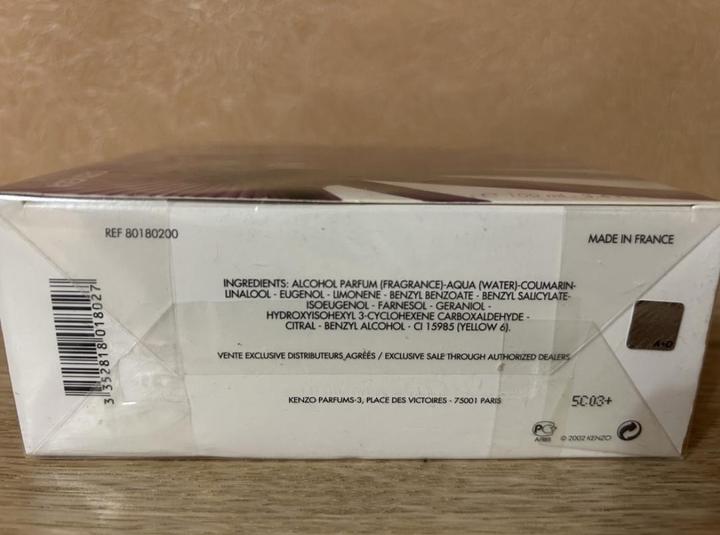 REF 80180200
MADE IN FRANCE
INGREDIENTS: ALCOHOL PARFUM (FRAGRANCE)-AQUA (WATER)-COUMARIN-
LINALOOL - EUGENOL - LIMONENE - BENZYL BENZOATE - BENZYL SALICYLATE-
ISOEUGENOL - FARNESOL - GERANIOL -
HYDROXYISOHEXYL 3-CYCLOHEXENE CARBOXALDEHYDE -
CITRAL - BENZYL ALCOHOL - CI 15985 (YELLOW 6).
A+D
VENTE EXCLUSIVE DISTRIBUTEURS AGRÉÉS / EXCLUSIVE SALE THROUGH AUTHORIZED DEALERS
KENZO PARFUMS-3, PLACE DES VICTOIRES - 75001 PARIS
5C03+
© 2002 KENZO
3 352818 018027